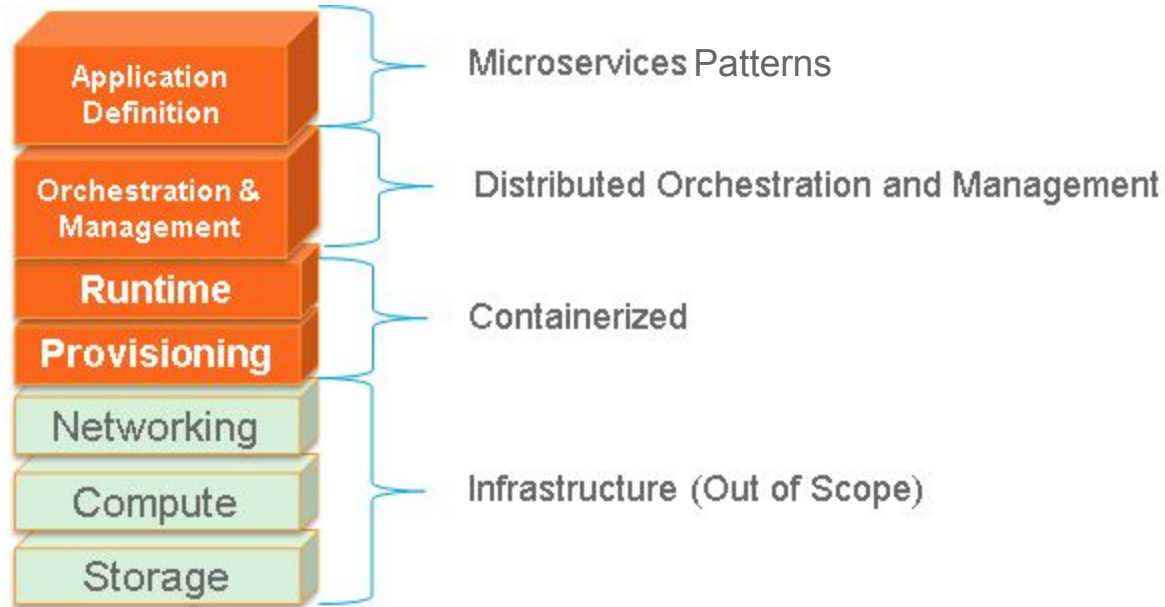 Application
Definition
Microservices Patterns
Orchestration &
Management
Distributed Orchestration and Management
Runtime
Provisioning
Containerized
Networking
Compute
Storage
Infrastructure (Out of Scope)